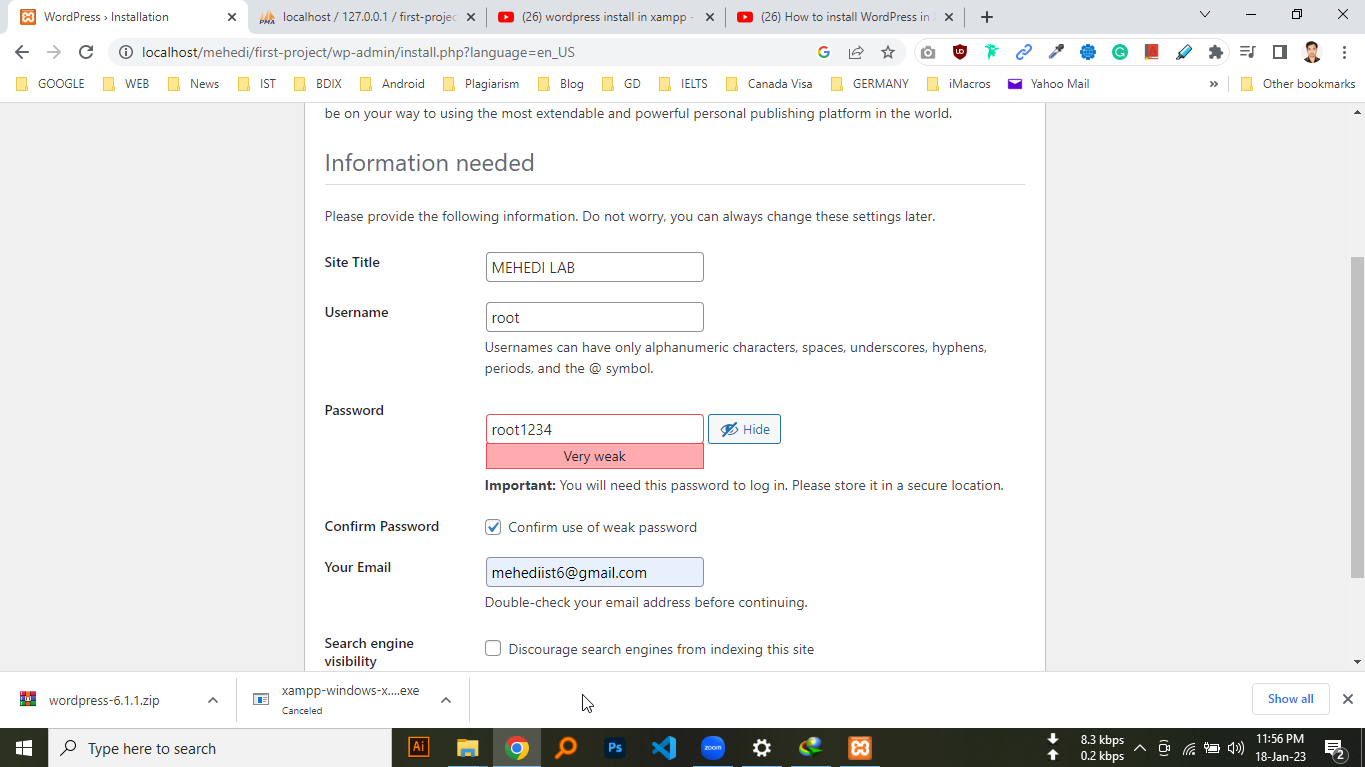 WordPress › Installation
localhost / 127.0.0.1 / first-projec
(26) wordpress install in xampp -
(26) How to install WordPress in
localhost/mehedi/first-project/wp-admin/install.php?language=en_US
GOOGLE WEB News IST BDIX Android Plagiarism Blog GD IELTS Canada Visa GERMANY iMacros Yahoo Mail » Other bookmarks
be on your way to using the most extendable and powerful personal publishing platform in the world.
Information needed
Please provide the following information. Do not worry, you can always change these settings later.
Site Title
MEHEDI LAB
Username
root
Usernames can have only alphanumeric characters, spaces, underscores, hyphens,
periods, and the @ symbol.
Password
root1234
Hide
Very weak
Important: You will need this password to log in. Please store it in a secure location.
Confirm Password
Confirm use of weak password
Your Email
mehediist6@gmail.com
Double-check your email address before continuing.
Search engine
visibility
Discourage search engines from indexing this site
wordpress-6.1.1.zip
xampp-windows-x....exe
Canceled
Show all
Type here to search
Ai
Ps
zoom
8.3 kbps
0.2 kbps
11:56 PM
18-Jan-23
2